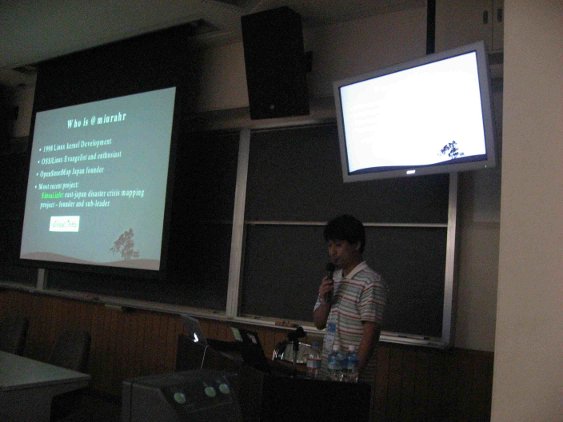 Who is @miurahr
1998 Linux kernel Development
OSS/Linux Evangelist and enthusiast
OpenStreetMap Japan founder
Most recent project:
east-japan disaster crisis mapping
project - founder and sub-leader